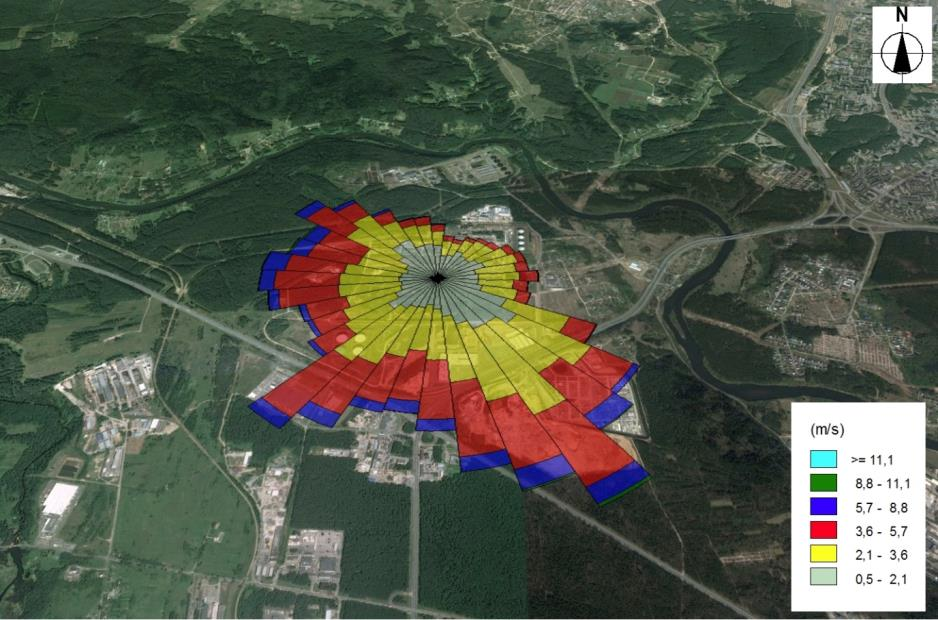 N
(m/s)
>= 11,1
8,8 - 11,1
5,7 - 8,8
3,6 - 5,7
2,1 - 3,6
0,5 - 2,1